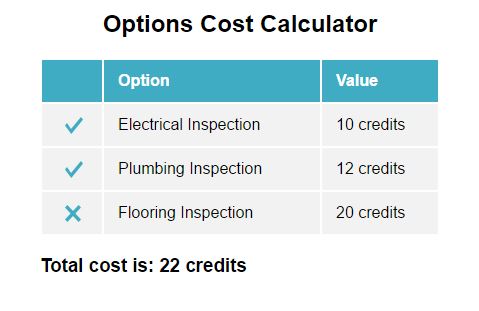 Options Cost Calculator
Option Value
Electrical Inspection 10 credits
Plumbing Inspection 12 credits
Flooring Inspection 20 credits
Total cost is: 22 credits